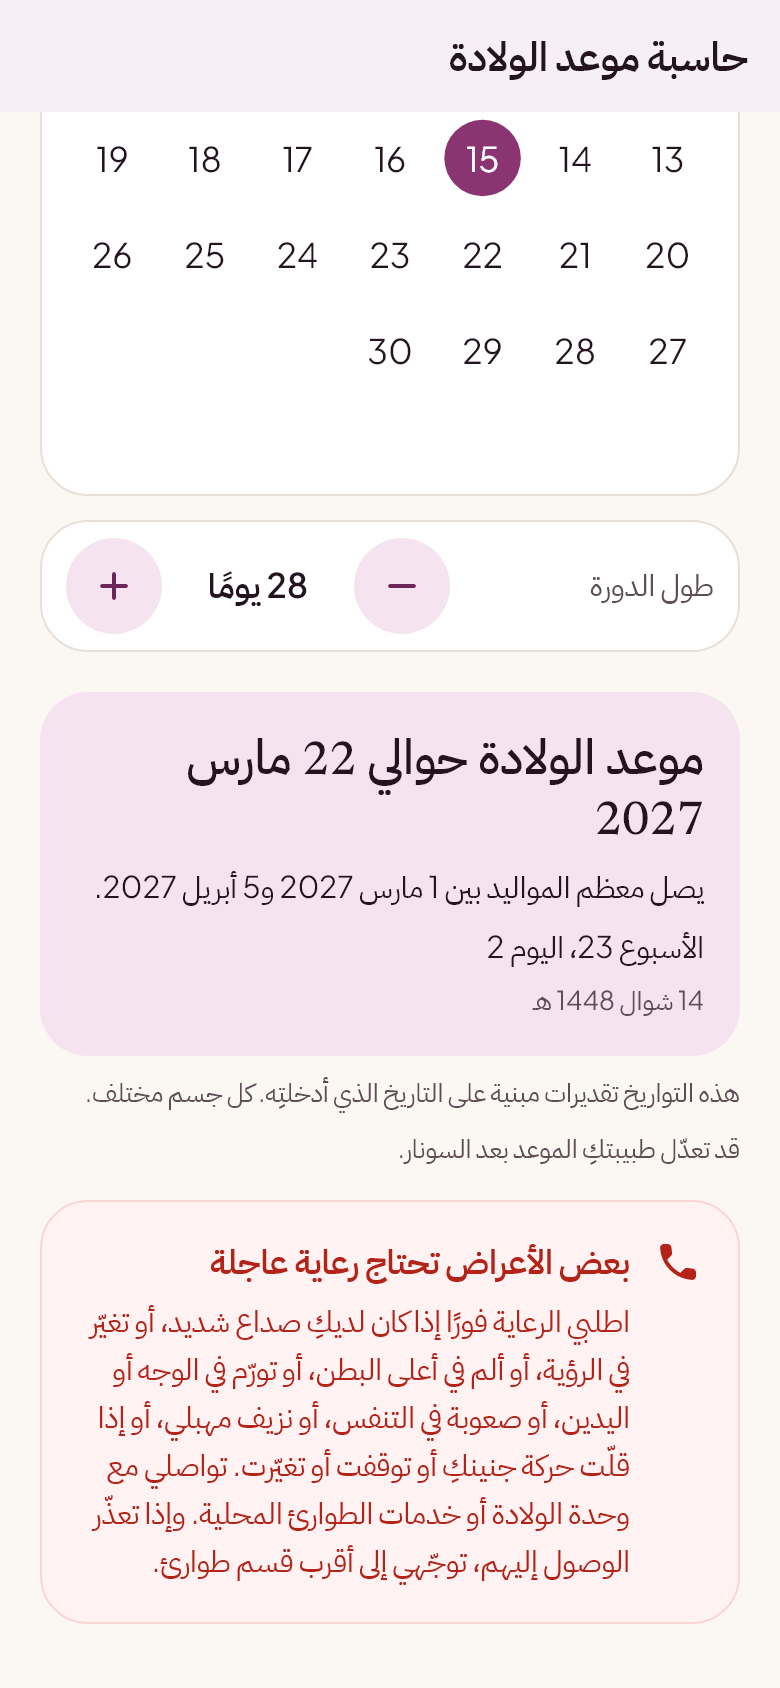 حاسبة موعد الولادة
13 14 15 16 17 18 19
20 21 22 23 24 25 26
27 28 29 30
طول الدورة − 28 يومًا +
موعد الولادة حوالي 22 مارس
2027
يصل معظم المواليد بين 1 مارس 2027 و5 أبريل 2027.
الأسبوع 23، اليوم 2
14 شوال 1448 هـ
هذه التواريخ تقديرات مبنية على التاريخ الذي أدخلتِه. كل جسم مختلف.
قد تعدّل طبيبتكِ الموعد بعد السونار.
بعض الأعراض تحتاج رعاية عاجلة
اطلبي الرعاية فورًا إذا كان لديكِ صداع شديد، أو تغيّر
في الرؤية، أو ألم في أعلى البطن، أو تورّم في الوجه أو
اليدين، أو صعوبة في التنفس، أو نزيف مهبلي، أو إذا
قلّت حركة جنينكِ أو توقفت أو تغيّرت. تواصلي مع
وحدة الولادة أو خدمات الطوارئ المحلية. وإذا تعذّر
الوصول إليهم، توجّهي إلى أقرب قسم طوارئ.